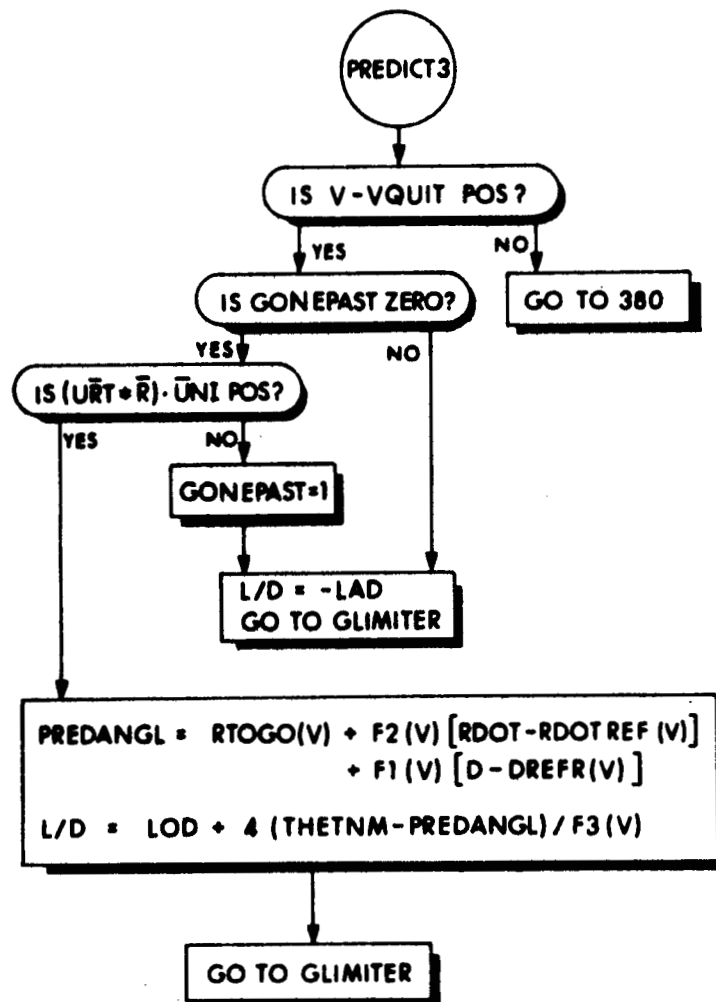 PREDICT3
IS V-VQUIT POS?
YES
NO
IS GONEPAST ZERO?
GO TO 380
YES
NO
IS (UR̄T * R̄) · ŪNI POS?
YES
NO
GONEPAST=1
L/D = -LAD
GO TO GLIMITER
PREDANGL = RTOGO(V) + F2(V) [RDOT-RDOTREF(V)]
+ F1(V) [D-DREFR(V)]
L/D = LOD + 4 (THETNM-PREDANGL) / F3(V)
GO TO GLIMITER